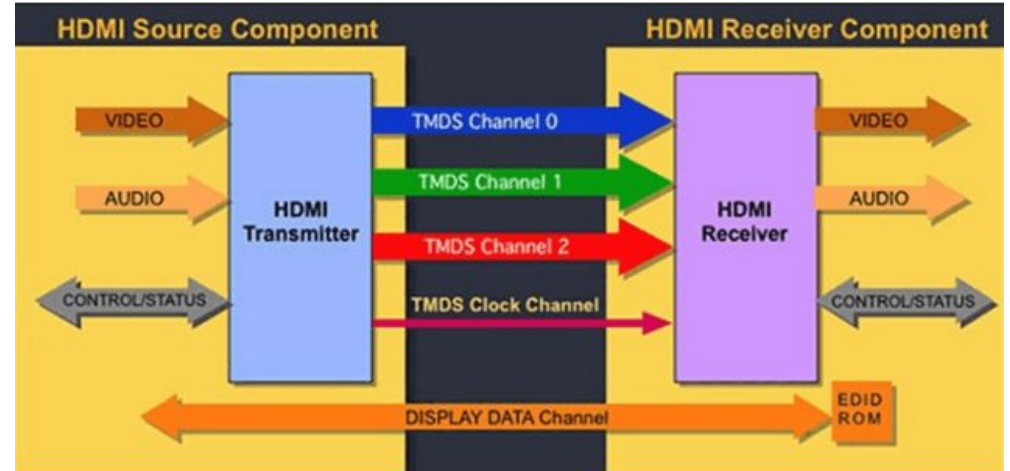 HDMI Source Component
HDMI Receiver Component
VIDEO
TMDS Channel 0
VIDEO
AUDIO
TMDS Channel 1
AUDIO
HDMI
Transmitter
HDMI
Receiver
TMDS Channel 2
CONTROL/STATUS
TMDS Clock Channel
CONTROL/STATUS
DISPLAY DATA Channel
EDID
ROM